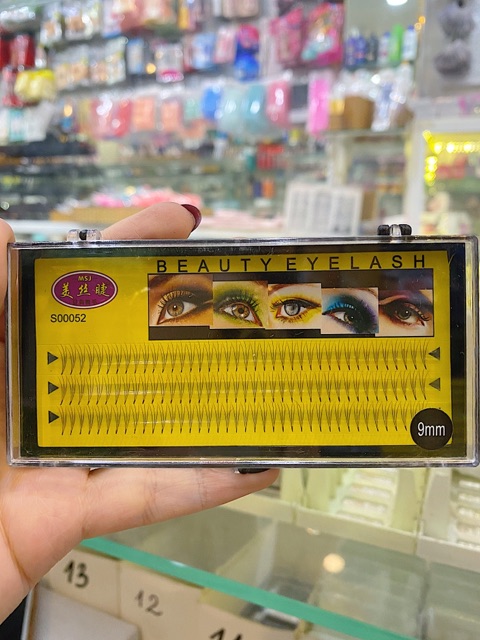 BEAUTY EYELASH
MSJ
美丝睫
S00052
9mm
13
12